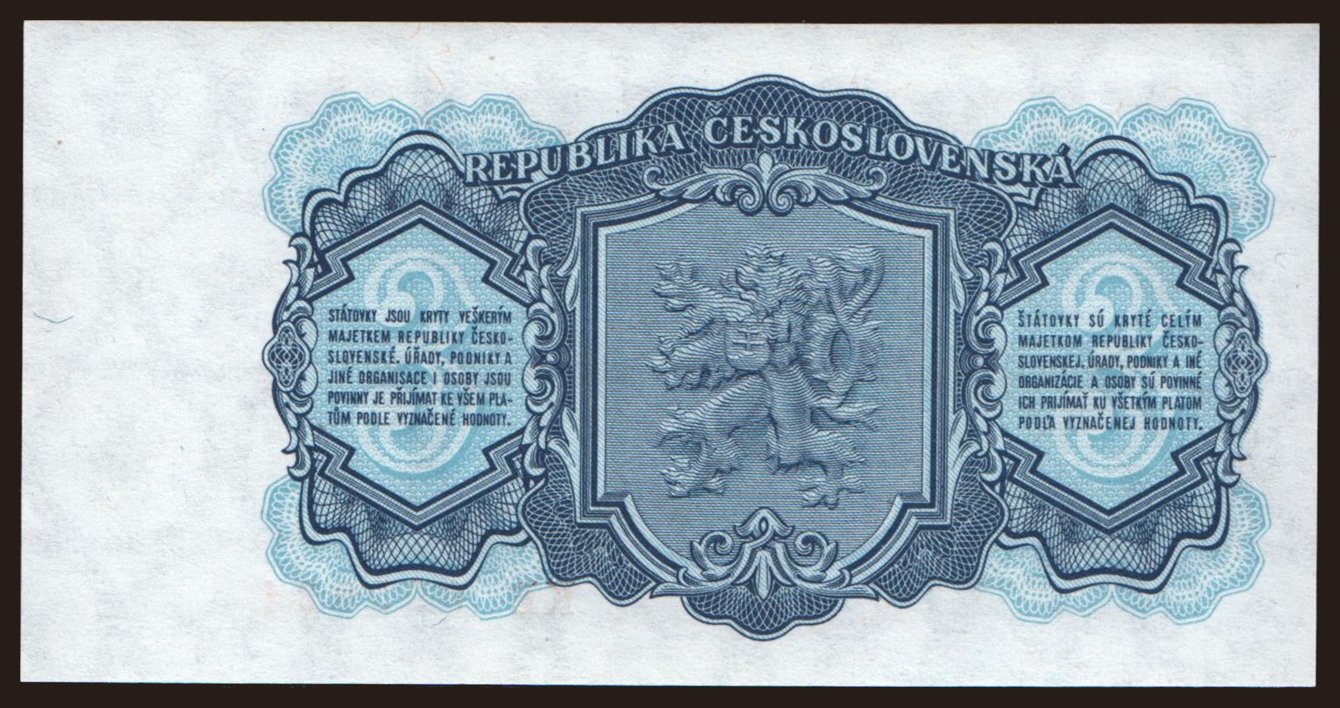 REPUBLIKA ČESKOSLOVENSKÁ
3
STÁTOVKY JSOU KRYTY VEŠKERÝM
MAJETKEM REPUBLIKY ČESKO-
SLOVENSKÉ. ÚŘADY, PODNIKY A
JINÉ ORGANISACE I OSOBY JSOU
POVINNY JE PŘIJÍMAT KE VŠEM PLA-
TŮM PODLE VYZNAČENÉ HODNOTY.
3
ŠTÁTOVKY SÚ KRYTÉ CELÝM
MAJETKOM REPUBLIKY ČESKO-
SLOVENSKEJ. ÚRADY, PODNIKY A INÉ
ORGANIZÁCIE A OSOBY SÚ POVINNÉ
ICH PRIJÍMAŤ KU VŠETKÝM PLATOM
PODĽA VYZNAČENEJ HODNOTY.